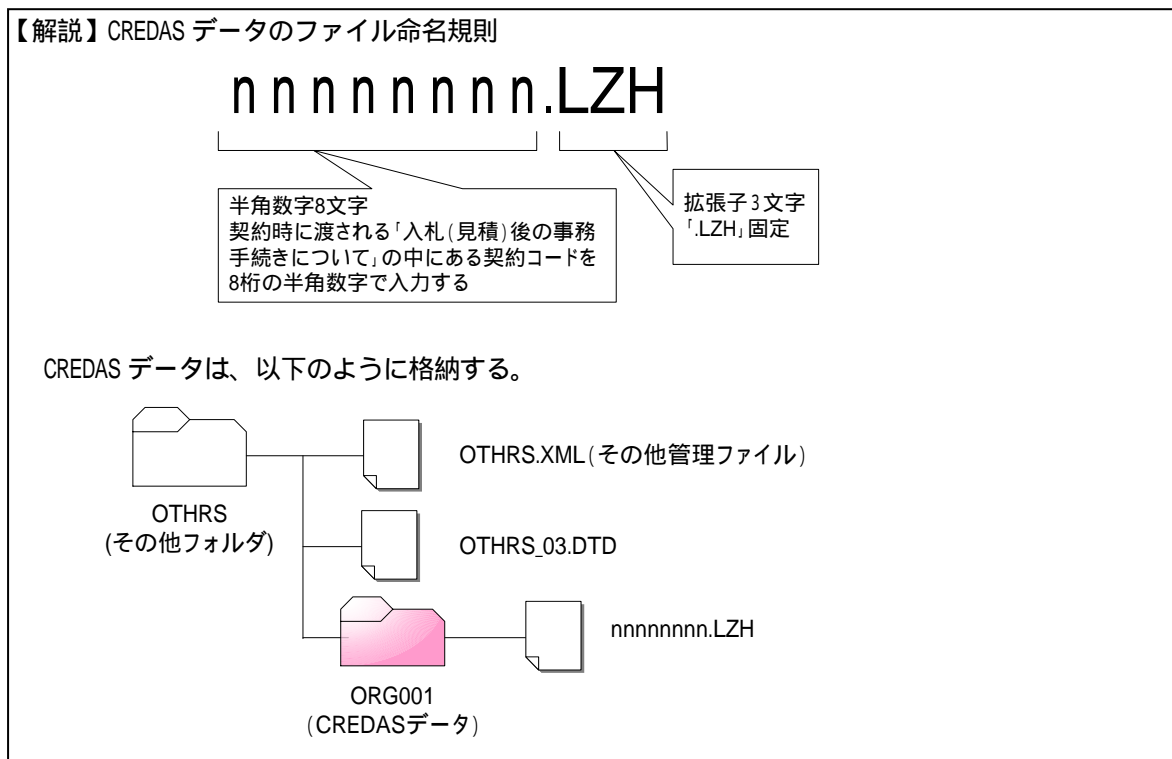 【解説】CREDAS データのファイル命名規則
nnnnnnnn.LZH
半角数字8文字
契約時に渡される「入札(見積)後の事務
手続きについて」の中にある契約コードを
8桁の半角数字で入力する
拡張子3文字
「.LZH」固定
CREDAS データは、以下のように格納する。
OTHRS.XML(その他管理ファイル)
OTHRS
(その他フォルダ)
OTHRS_03.DTD
nnnnnnnn.LZH
ORG001
(CREDASデータ)